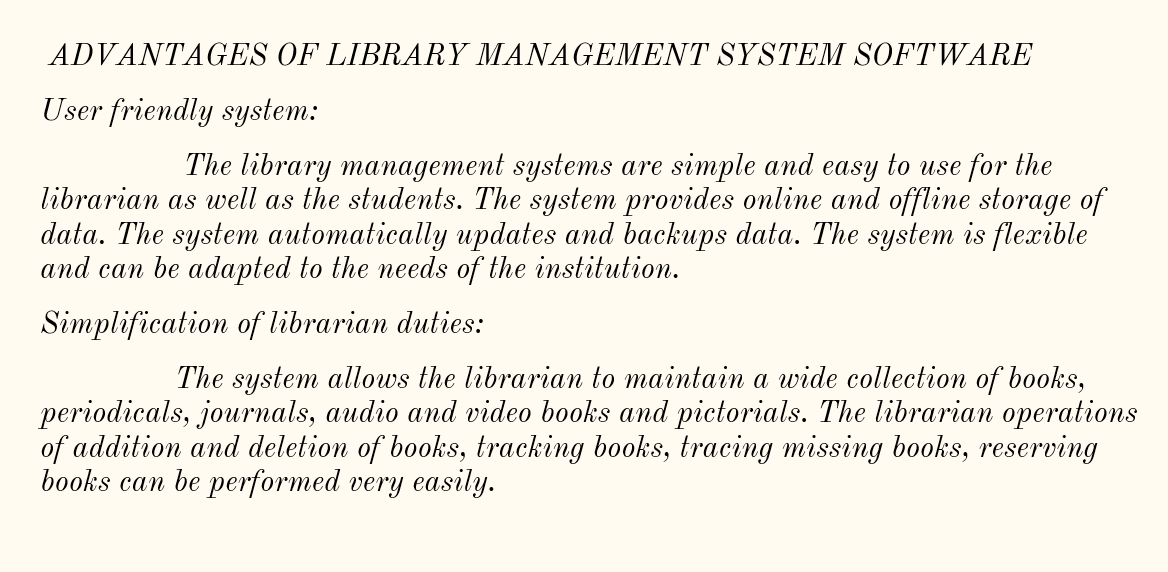 ADVANTAGES OF LIBRARY MANAGEMENT SYSTEM SOFTWARE
User friendly system:
The library management systems are simple and easy to use for the
librarian as well as the students. The system provides online and offline storage of
data. The system automatically updates and backups data. The system is flexible
and can be adapted to the needs of the institution.
Simplification of librarian duties:
The system allows the librarian to maintain a wide collection of books,
periodicals, journals, audio and video books and pictorials. The librarian operations
of addition and deletion of books, tracking books, tracing missing books, reserving
books can be performed very easily.